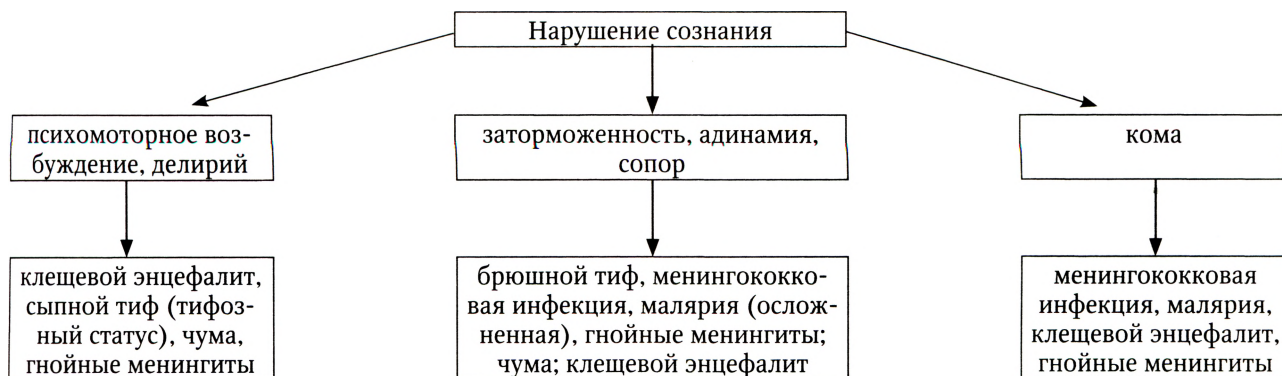 Нарушение сознания
психомоторное воз-
буждение, делирий
заторможенность, адинамия,
сопор
кома
клещевой энцефалит,
сыпной тиф (тифоз-
ный статус), чума,
гнойные менингиты
брюшной тиф, менингококко-
вая инфекция, малярия (ослож-
ненная), гнойные менингиты;
чума; клещевой энцефалит
менингококковая
инфекция, малярия,
клещевой энцефалит,
гнойные менингиты